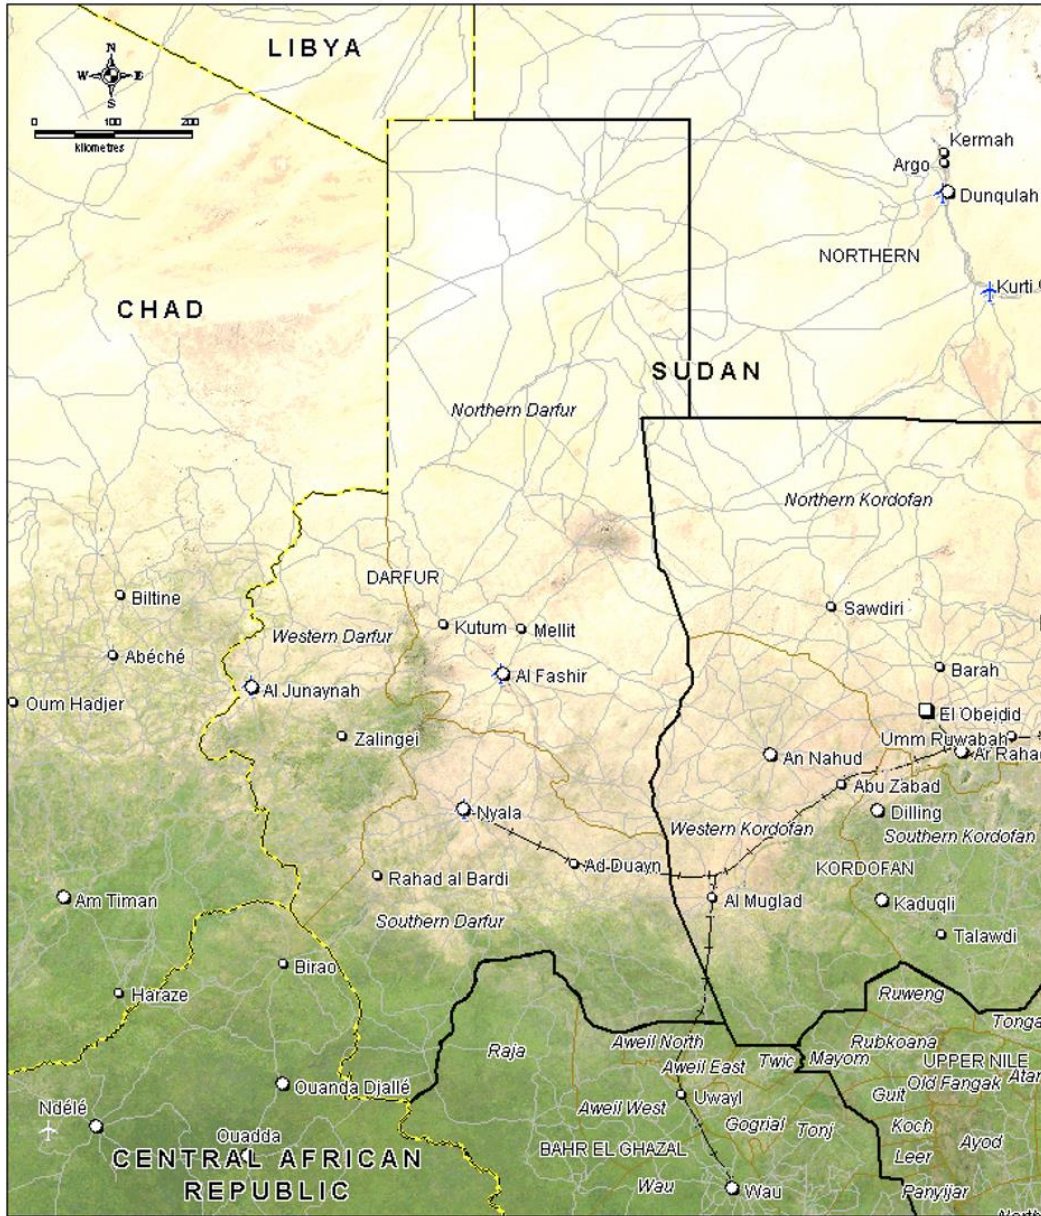 LIBYA
N
W E
S
0 100 200
kilometres
Kermah
Argo
Dunqulah
NORTHERN
Kurti
CHAD
SUDAN
Northern Darfur
Northern Kordofan
DARFUR
Biltine
Sawdiri
Kutum
Mellit
Western Darfur
Abéché
Barah
Al Fashir
Al Junaynah
Oum Hadjer
El Obeidid
Zalingei
Umm Ruwabah
An Nahud
Ar Raha
Abu Zabad
Nyala
Dilling
Western Kordofan
Southern Kordofan
Ad-Duayn
KORDOFAN
Rahad al Bardi
Am Timan
Al Muglad
Kaduqli
Southern Darfur
Talawdi
Birao
Haraze
Ruweng
Tonga
Raja
Aweil North
Rubkoana
Aweil East
Twic
Mayom
UPPER NILE
Ouanda Djallé
Old Fangak
Atar
Guit
Uwayl
Ndélé
Aweil West
Gogrial
Tonj
Koch
Ouadda
Ayod
BAHR EL GHAZAL
Leer
CENTRAL AFRICAN
REPUBLIC
Wau
Wau
Panyijar